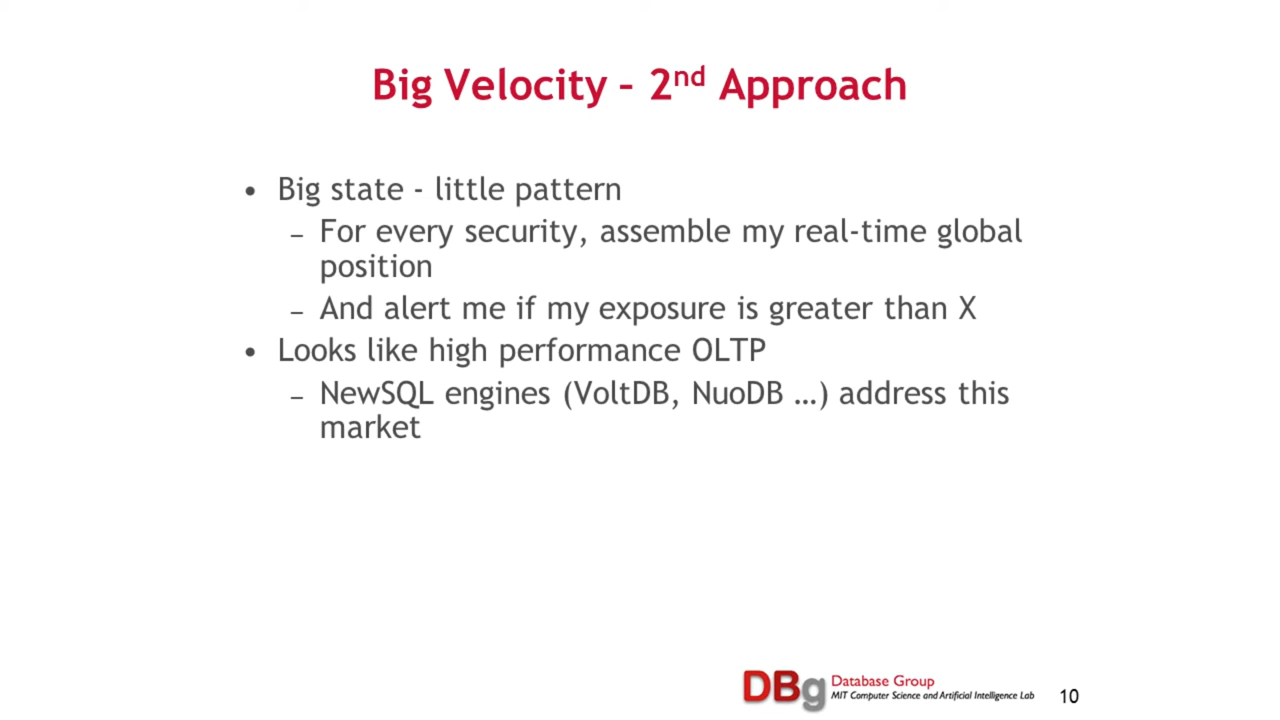 Big Velocity – 2nd Approach
• Big state - little pattern
– For every security, assemble my real-time global
position
– And alert me if my exposure is greater than X
• Looks like high performance OLTP
– NewSQL engines (VoltDB, NuoDB …) address this
market
DBg
Database Group
MIT Computer Science and Artificial Intelligence Lab
10